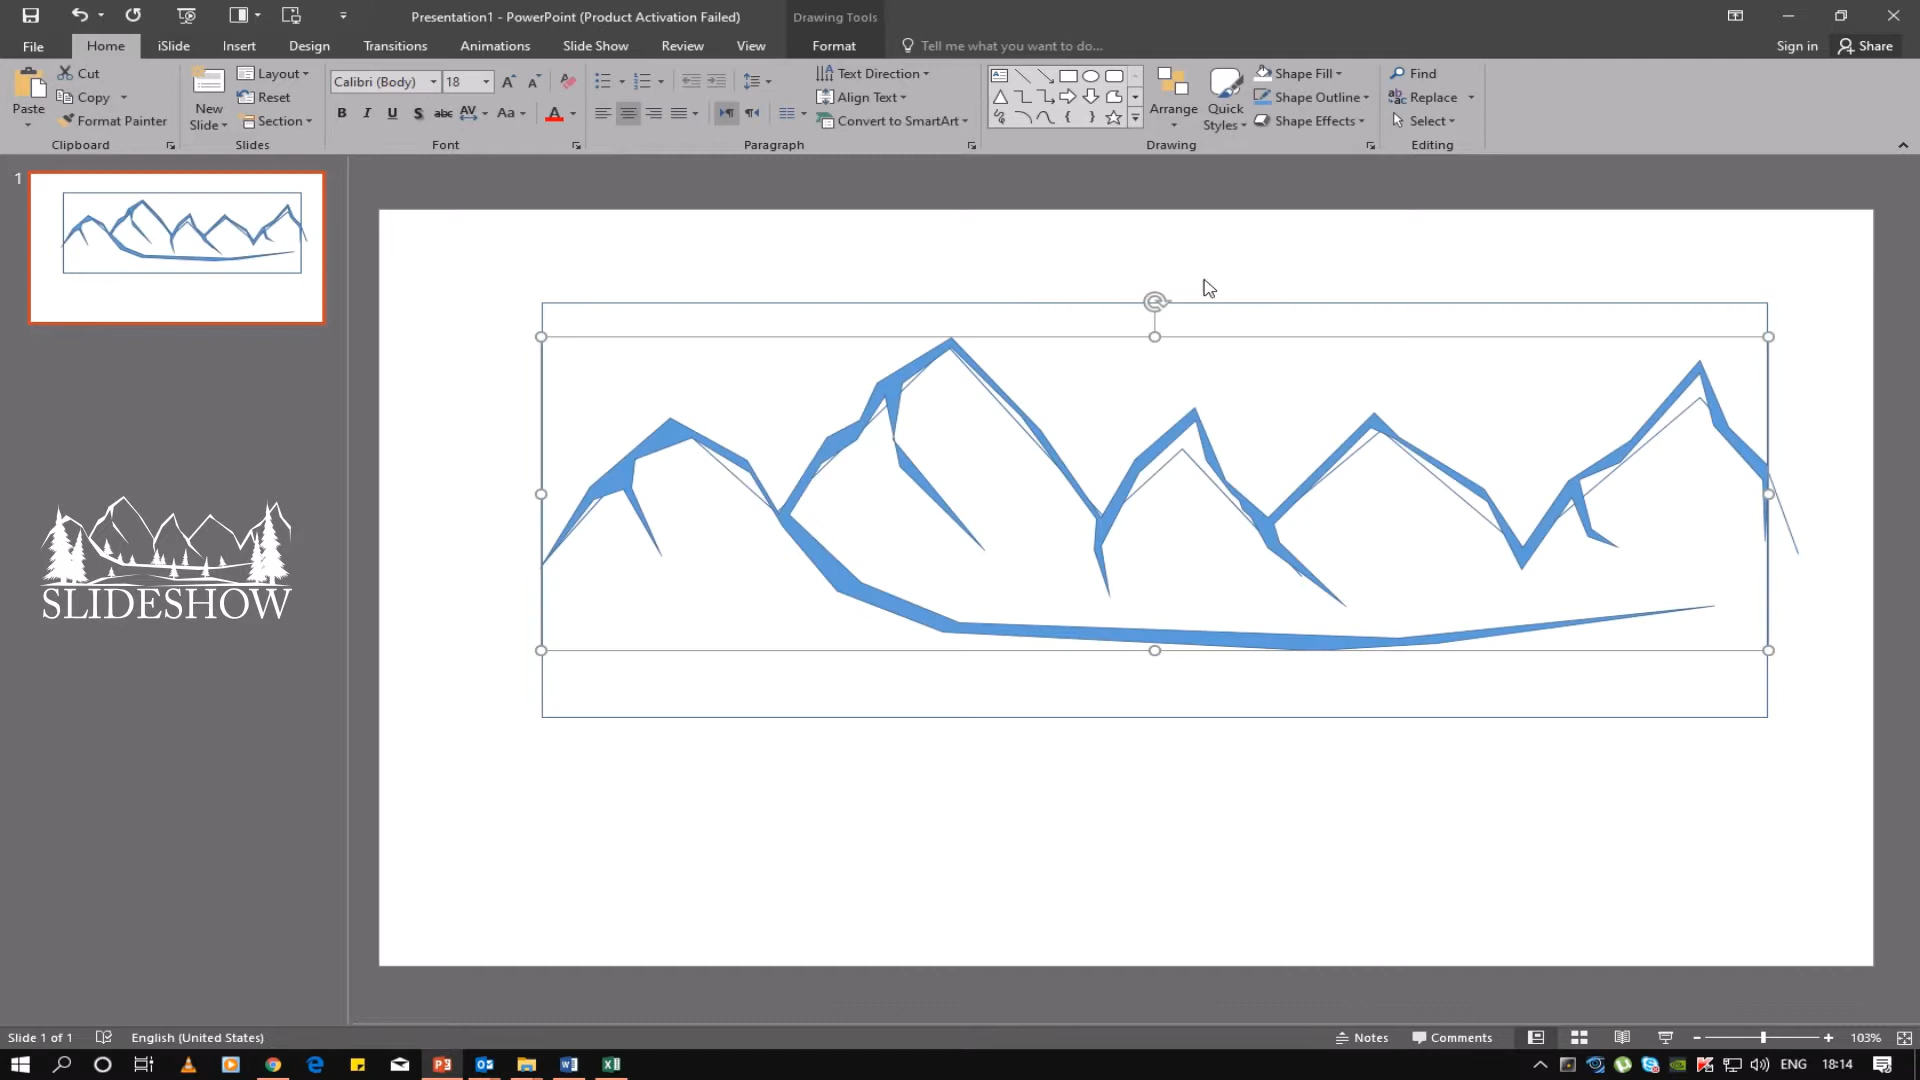 Presentation1 - PowerPoint (Product Activation Failed)
Drawing Tools
File Home iSlide Insert Design Transitions Animations Slide Show Review View Format Tell me what you want to do... Sign in Share
Paste Cut Copy Format Painter
Clipboard
New Slide Layout Reset Section
Slides
Calibri (Body) 18
B I U S abc AV Aa A
Font
Text Direction
Align Text
Convert to SmartArt
Paragraph
Arrange Quick Styles Shape Fill Shape Outline Shape Effects
Drawing
Find
Replace
Select
Editing
1
SLIDESHOW
Slide 1 of 1 English (United States) Notes Comments 103%
ENG 18:14